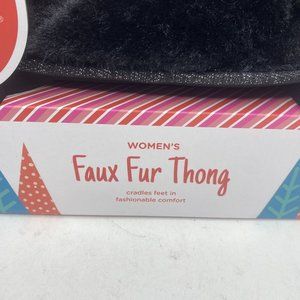 ®
WOMEN'S
Faux Fur Thong
cradles feet in
fashionable comfort